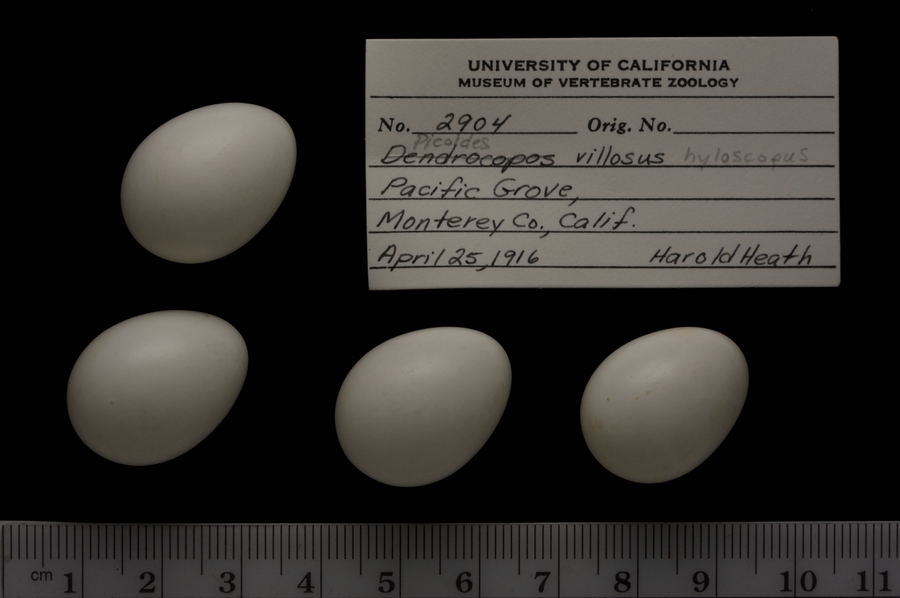 UNIVERSITY OF CALIFORNIA
MUSEUM OF VERTEBRATE ZOOLOGY
No. 2904 Orig. No.
Picoides
Dendrocopos villosus hyloscopus
Pacific Grove,
Monterey Co., Calif.
April 25, 1916 Harold Heath
cm 1 2 3 4 5 6 7 8 9 10 11